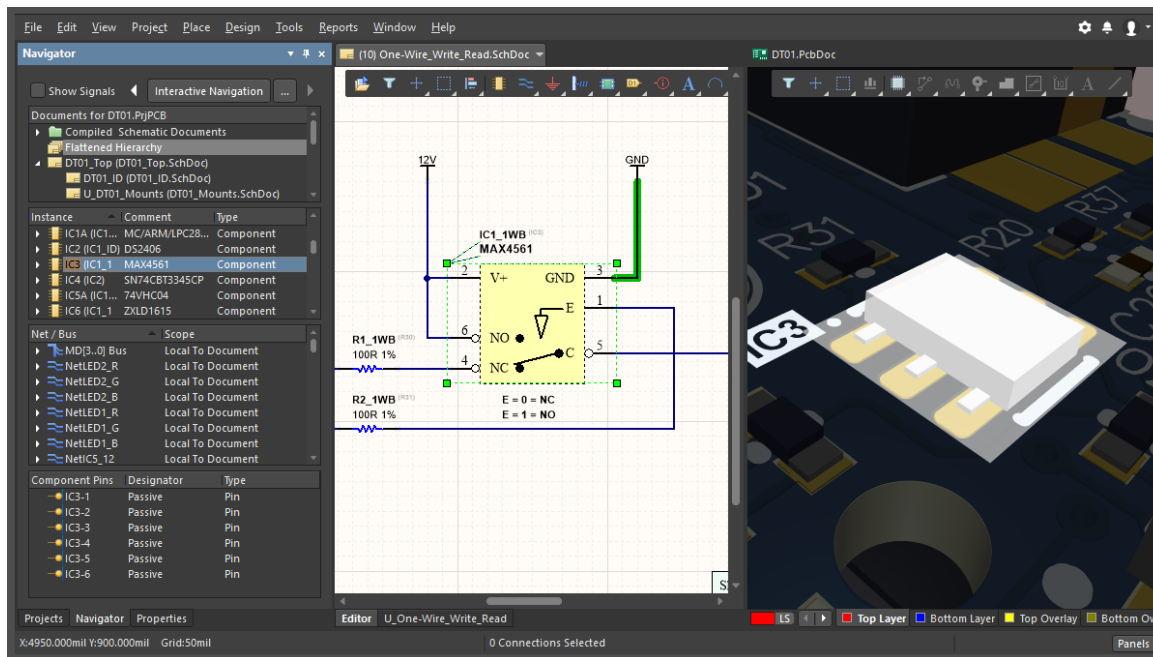 File Edit View Project Place Design Tools Reports Window Help
Navigator
(10) One-Wire_Write_Read.SchDoc
DT01.PcbDoc
Show Signals
Interactive Navigation
...
Documents for DT01.PrjPCB
Compiled Schematic Documents
Flattened Hierarchy
DT01_Top (DT01_Top.SchDoc)
DT01_ID (DT01_ID.SchDoc)
U_DT01_Mounts (DT01_Mounts.SchDoc)
Instance Comment Type
IC1A (IC1... MC/ARM/LPC28... Component
IC2 (IC1_ID) DS2406 Component
IC3 (IC1_1 MAX4561 Component
IC4 (IC2) SN74CBT3345CP Component
IC5A (IC1... 74VHC04 Component
IC6 (IC1_1 ZXLD1615 Component
Net / Bus Scope
MD[3..0] Bus Local To Document
NetLED2_R Local To Document
NetLED2_G Local To Document
NetLED2_B Local To Document
NetLED1_R Local To Document
NetLED1_G Local To Document
NetLED1_B Local To Document
NetIC5_12 Local To Document
Component Pins Designator Type
IC3-1 Passive Pin
IC3-2 Passive Pin
IC3-3 Passive Pin
IC3-4 Passive Pin
IC3-5 Passive Pin
IC3-6 Passive Pin
Projects Navigator Properties
12V
GND
IC1_1WB (IC3)
MAX4561
2 V+ GND 3
E 1
6 NO
C 5
4 NC
R1_1WB (R30)
100R 1%
R2_1WB (R31)
100R 1%
E = 0 = NC
E = 1 = NO
Editor U_One-Wire_Write_Read
R37
R20
R37
IC3
LS Top Layer Bottom Layer Top Overlay Bottom Ov
X:4950.000mil Y:900.000mil Grid:50mil
0 Connections Selected
Panels